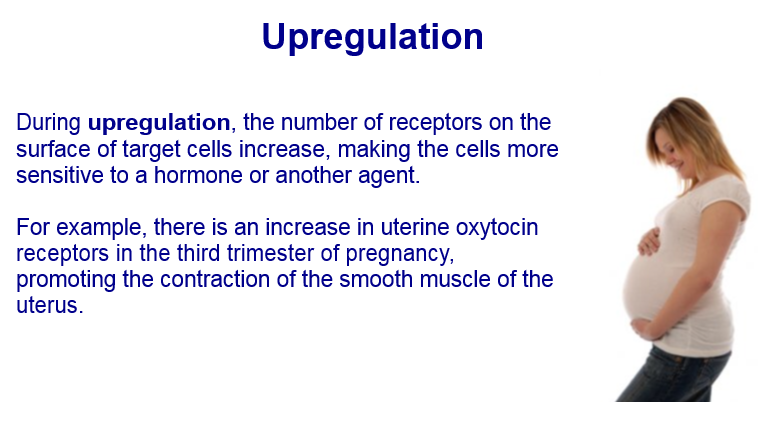 Upregulation
During upregulation, the number of receptors on the
surface of target cells increase, making the cells more
sensitive to a hormone or another agent.
For example, there is an increase in uterine oxytocin
receptors in the third trimester of pregnancy,
promoting the contraction of the smooth muscle of the
uterus.